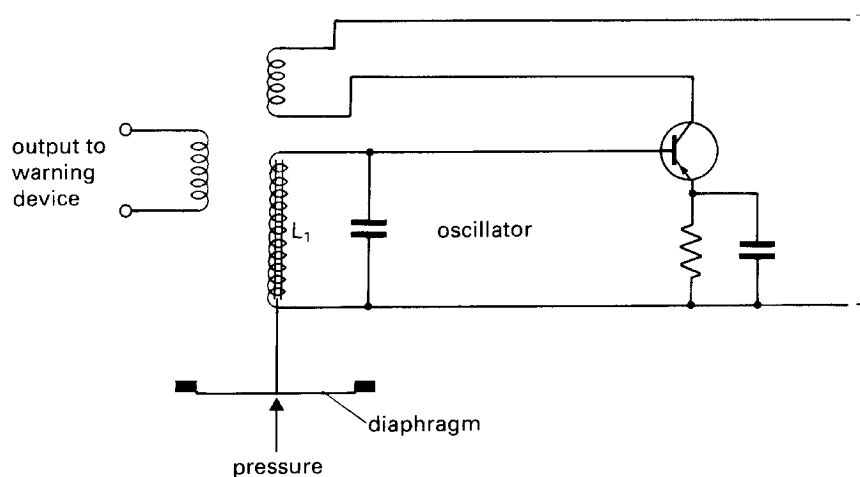 output to
warning
device
L₁
oscillator
diaphragm
pressure